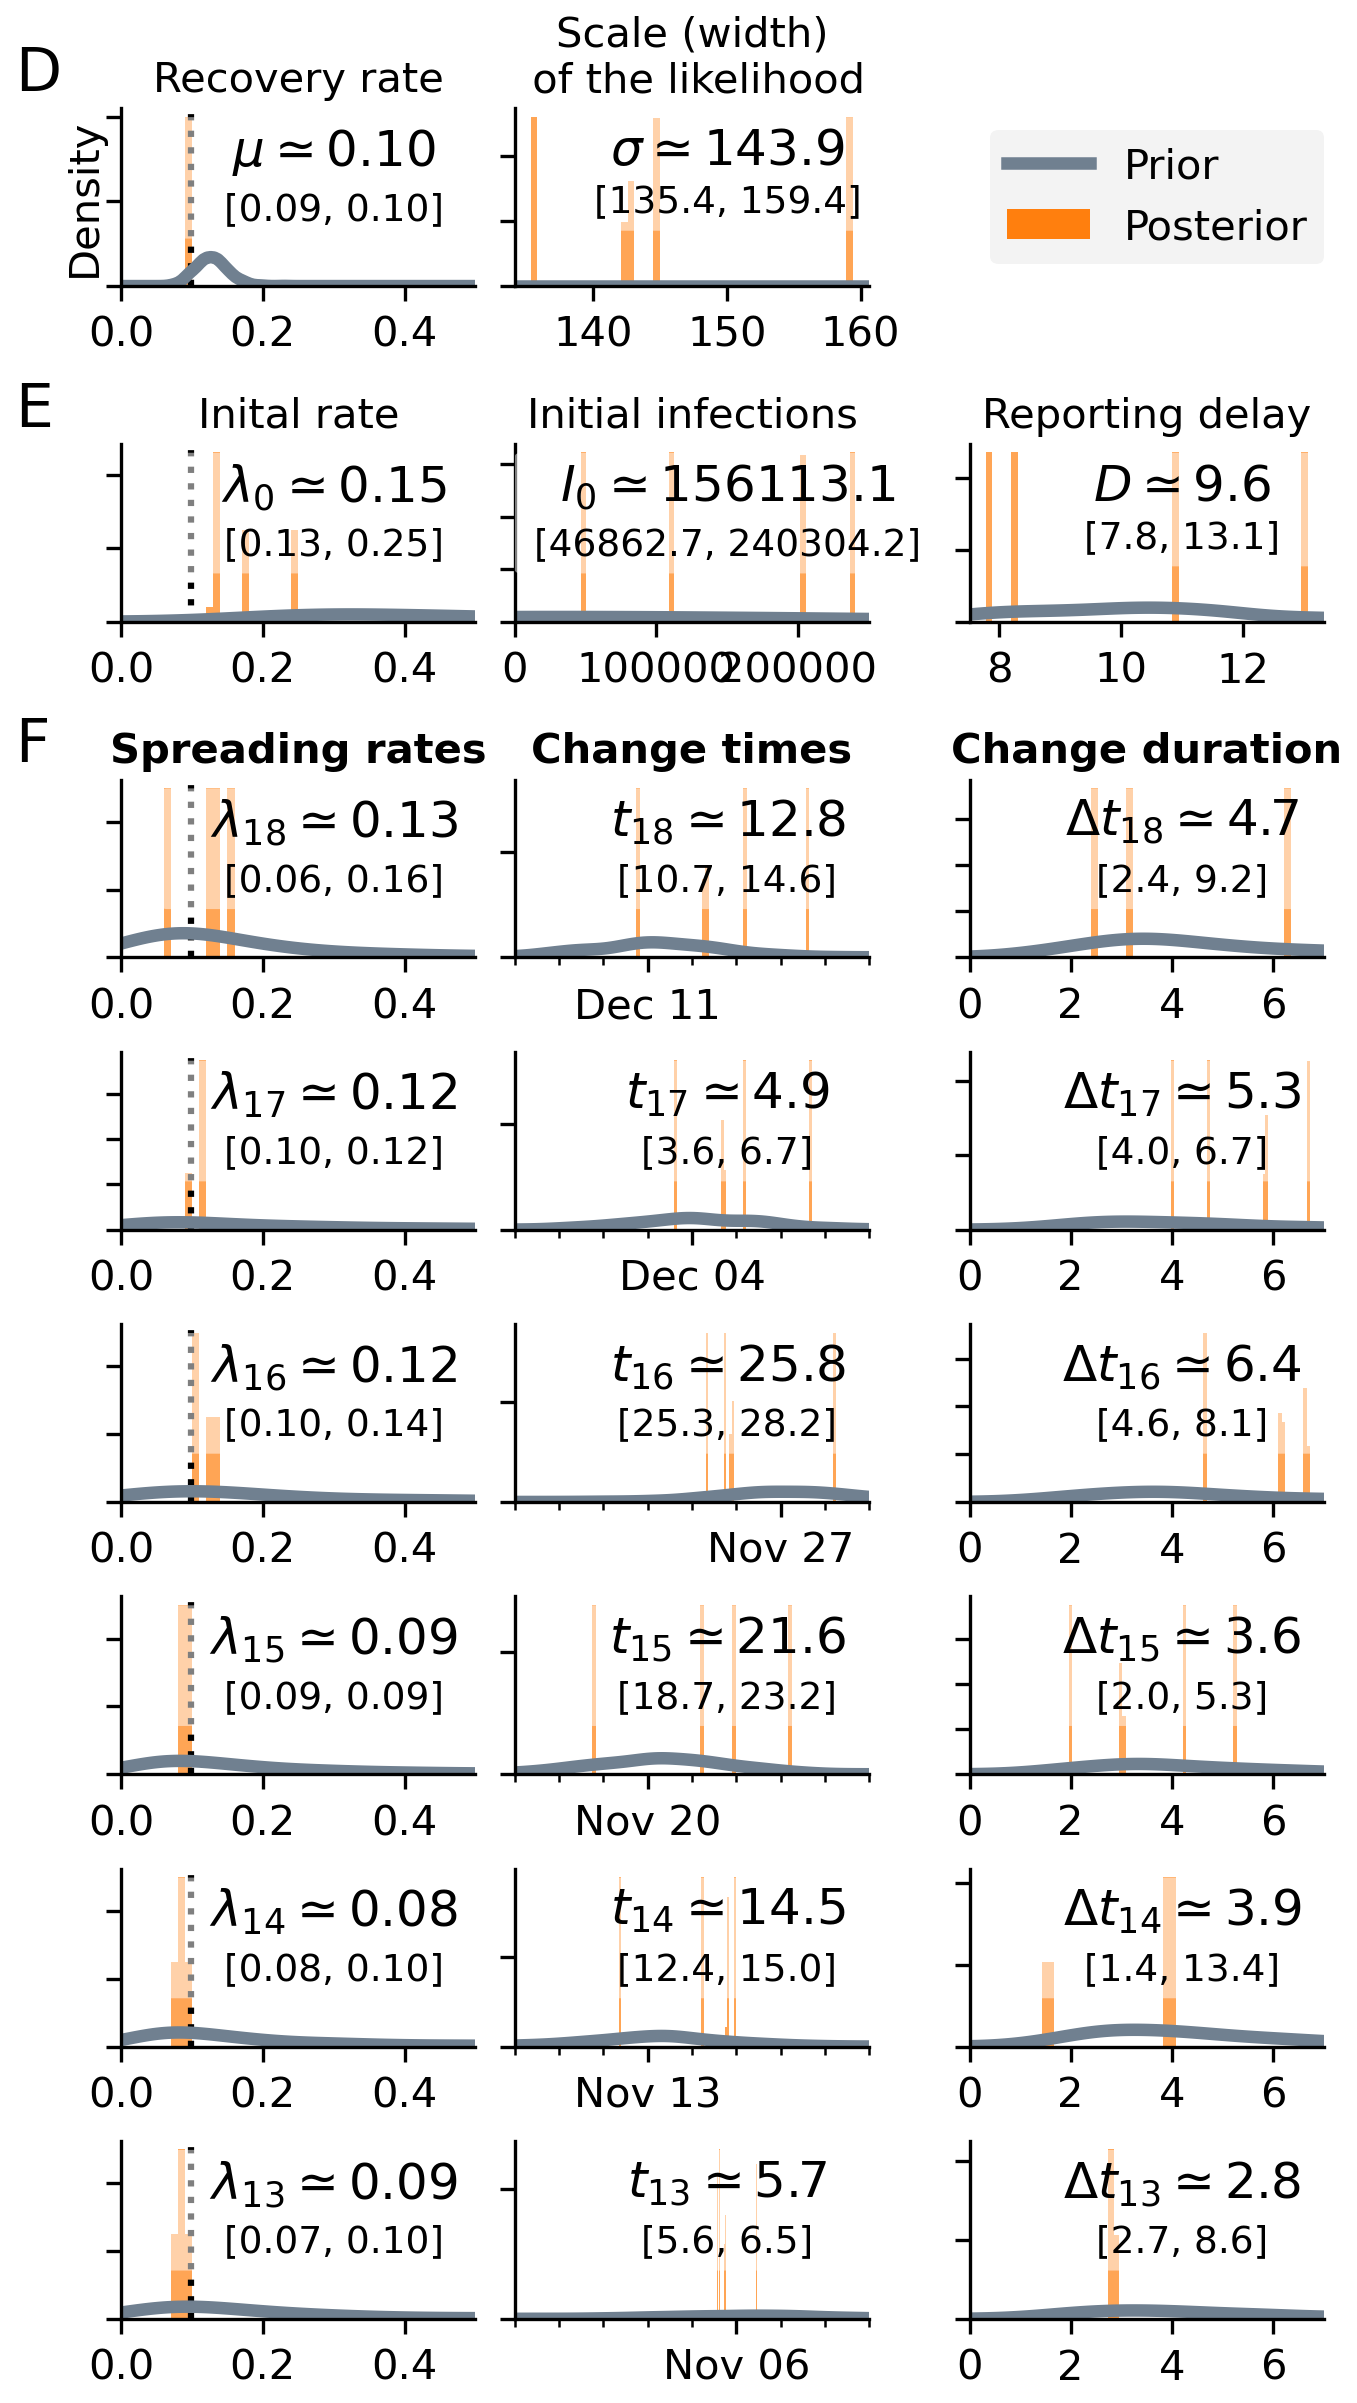 D
Recovery rate
Scale (width)
of the likelihood
Density
μ ≃ 0.10
[0.09, 0.10]
0.0 0.2 0.4
σ ≃ 143.9
[135.4, 159.4]
140 150 160
Prior
Posterior
E
Inital rate
Initial infections
Reporting delay
λ₀ ≃ 0.15
[0.13, 0.25]
0.0 0.2 0.4
I₀ ≃ 156113.1
[46862.7, 240304.2]
0 100000 200000
D ≃ 9.6
[7.8, 13.1]
8 10 12
F
Spreading rates
Change times
Change duration
λ₁₈ ≃ 0.13
[0.06, 0.16]
0.0 0.2 0.4
t₁₈ ≃ 12.8
[10.7, 14.6]
Dec 11
Δt₁₈ ≃ 4.7
[2.4, 9.2]
0 2 4 6
λ₁₇ ≃ 0.12
[0.10, 0.12]
0.0 0.2 0.4
t₁₇ ≃ 4.9
[3.6, 6.7]
Dec 04
Δt₁₇ ≃ 5.3
[4.0, 6.7]
0 2 4 6
λ₁₆ ≃ 0.12
[0.10, 0.14]
0.0 0.2 0.4
t₁₆ ≃ 25.8
[25.3, 28.2]
Nov 27
Δt₁₆ ≃ 6.4
[4.6, 8.1]
0 2 4 6
λ₁₅ ≃ 0.09
[0.09, 0.09]
0.0 0.2 0.4
t₁₅ ≃ 21.6
[18.7, 23.2]
Nov 20
Δt₁₅ ≃ 3.6
[2.0, 5.3]
0 2 4 6
λ₁₄ ≃ 0.08
[0.08, 0.10]
0.0 0.2 0.4
t₁₄ ≃ 14.5
[12.4, 15.0]
Nov 13
Δt₁₄ ≃ 3.9
[1.4, 13.4]
0 2 4 6
λ₁₃ ≃ 0.09
[0.07, 0.10]
0.0 0.2 0.4
t₁₃ ≃ 5.7
[5.6, 6.5]
Nov 06
Δt₁₃ ≃ 2.8
[2.7, 8.6]
0 2 4 6